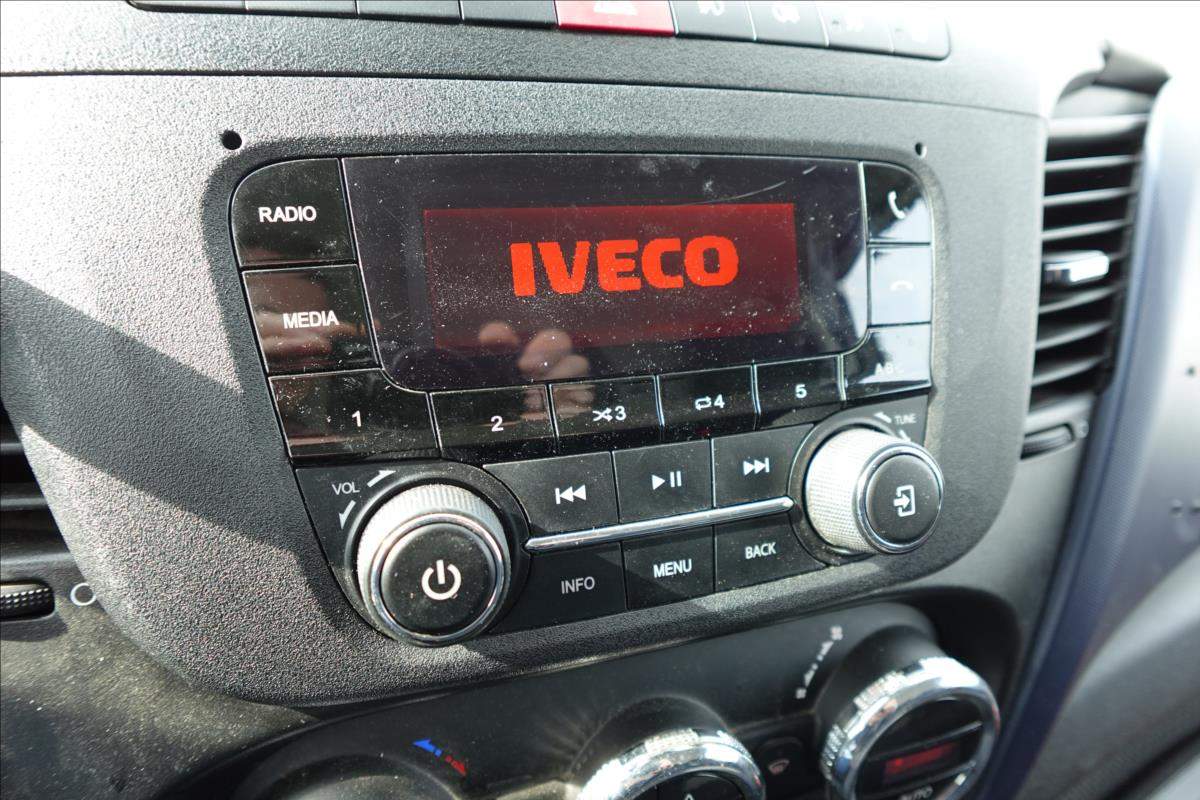 RADIO
IVECO
MEDIA
1
2
3
4
5
VOL
TUNE
INFO
MENU
BACK